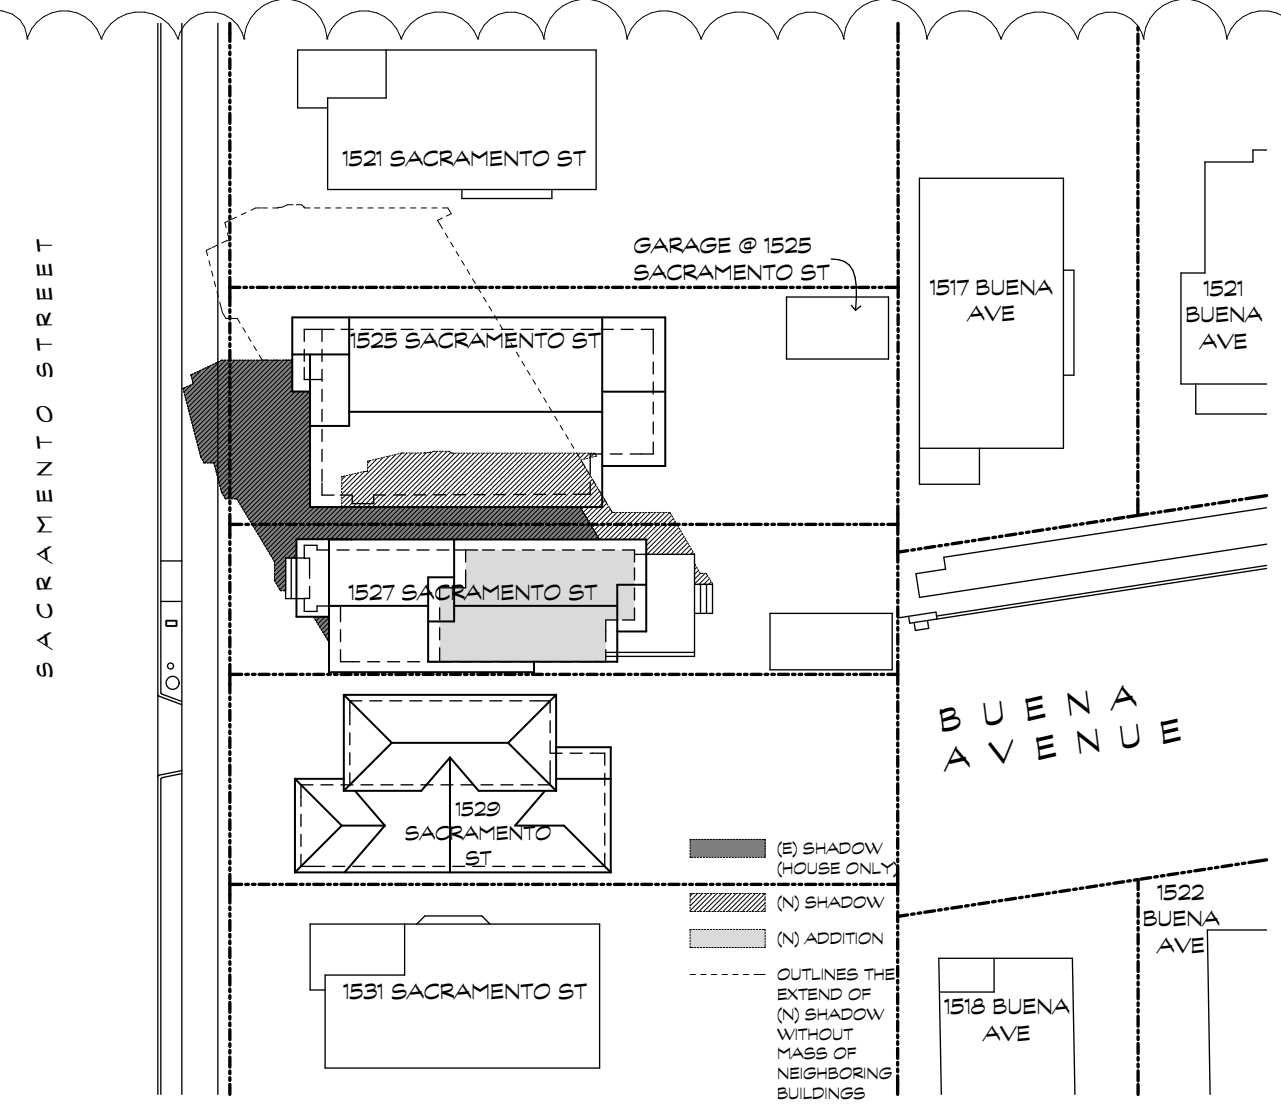 1521 SACRAMENTO ST
SACRAMENTO STREET
GARAGE @ 1525
SACRAMENTO ST
1517 BUENA
AVE
1521
BUENA
AVE
1525 SACRAMENTO ST
1527 SACRAMENTO ST
BUENA
AVENUE
1529
SACRAMENTO
ST
(E) SHADOW
(HOUSE ONLY)
(N) SHADOW
(N) ADDITION
OUTLINES THE
EXTEND OF
(N) SHADOW
WITHOUT
MASS OF
NEIGHBORING
BUILDINGS
1522
BUENA
AVE
1531 SACRAMENTO ST
1518 BUENA
AVE